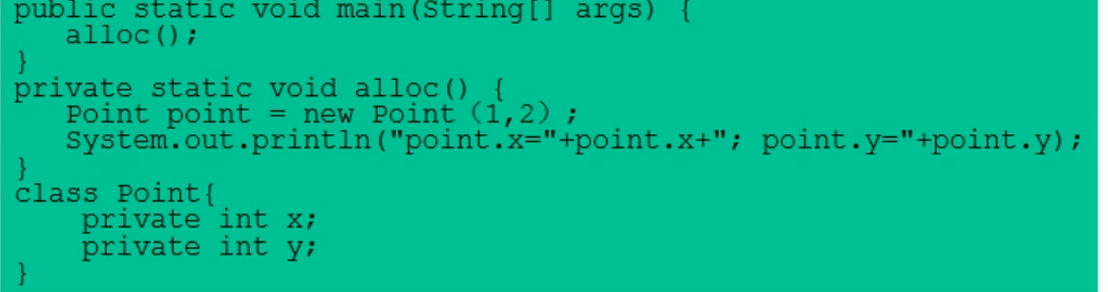 public static void main(String[] args) {
   alloc();
}
private static void alloc() {
   Point point = new Point (1,2) ;
   System.out.println("point.x="+point.x+"; point.y="+point.y);
}
class Point{
    private int x;
    private int y;
}